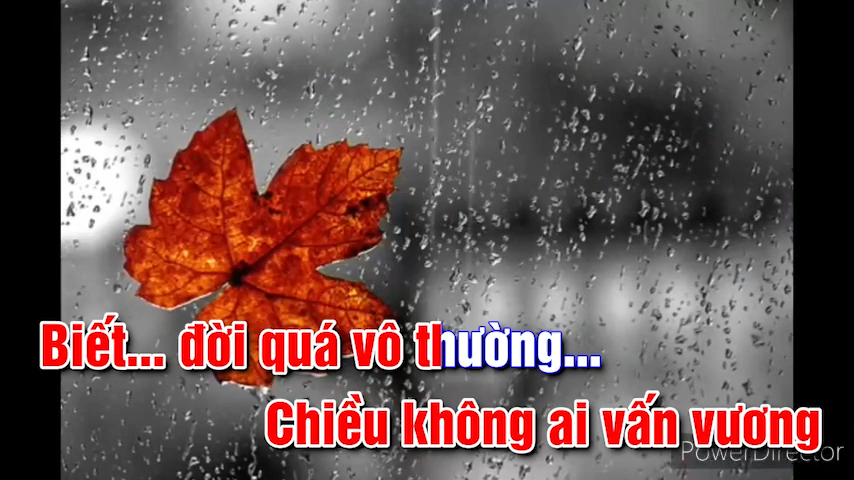 Biết... đời quá vô thường...
Chiều không ai vấn vương
PowerDirector